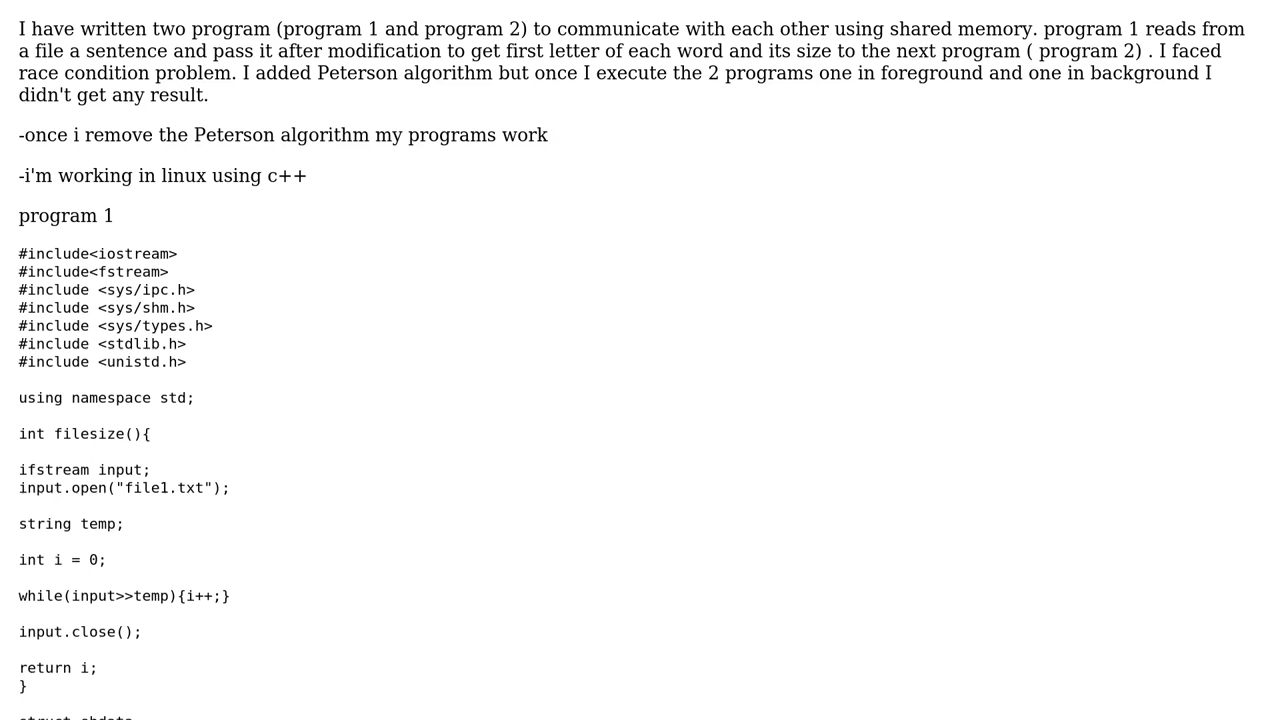 I have written two program (program 1 and program 2) to communicate with each other using shared memory. program 1 reads from
a file a sentence and pass it after modification to get first letter of each word and its size to the next program ( program 2) . I faced
race condition problem. I added Peterson algorithm but once I execute the 2 programs one in foreground and one in background I
didn't get any result.
-once i remove the Peterson algorithm my programs work
-i'm working in linux using c++
program 1
#include<iostream>
#include<fstream>
#include <sys/ipc.h>
#include <sys/shm.h>
#include <sys/types.h>
#include <stdlib.h>
#include <unistd.h>
using namespace std;
int filesize(){
ifstream input;
input.open("file1.txt");
string temp;
int i = 0;
while(input>>temp){i++;}
input.close();
return i;
}